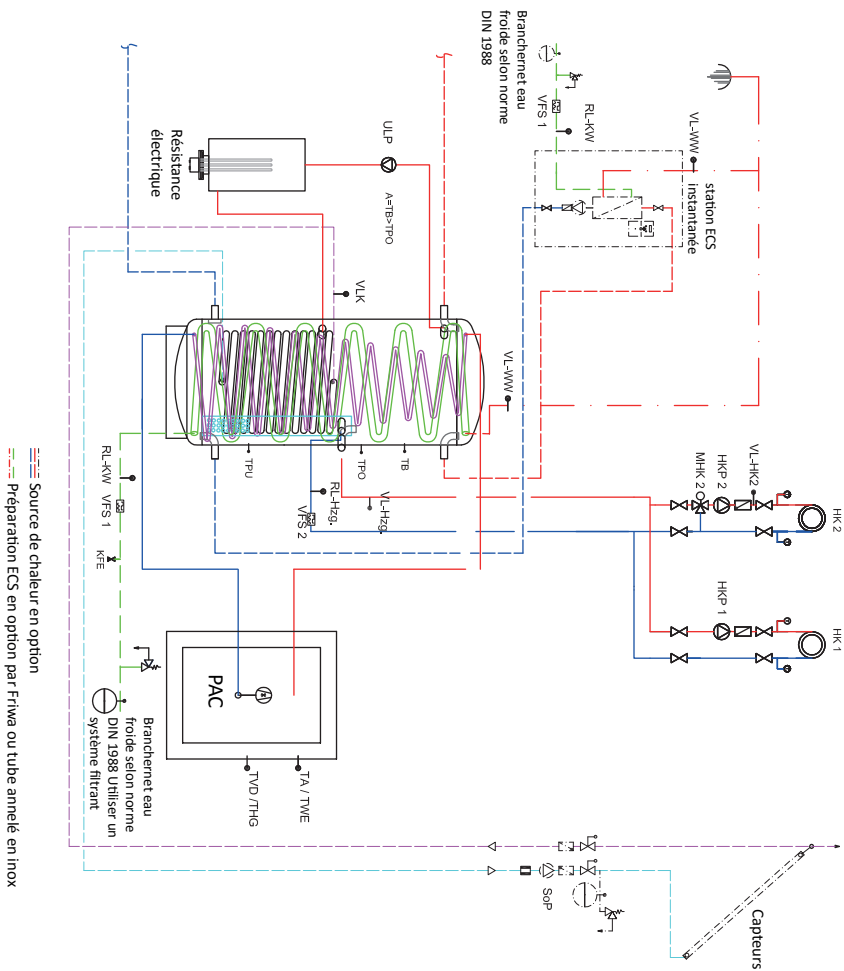 Branchernet eau
froide selon norme
DIN 1988
VFS 1
RL-KW
VL-WW
station ECS
instantanée
ULP
A=TB>TPO
Résistance
électrique
VLK
VL-WW
TPU
TPO
TB
RL-Hzg.
VFS 2
VL-Hzg.
VL-HK2
HKP 2
MHK 2
HK 2
HKP 1
HK 1
RL-KW
VFS 1
KFE
PAC
TVD /THG
TA / TWE
Branchernet eau
froide selon norme
DIN 1988 Utiliser un
système filtrant
SoP
Capteurs
Source de chaleur en option
Préparation ECS en option par Friwa ou tube annelé en inox